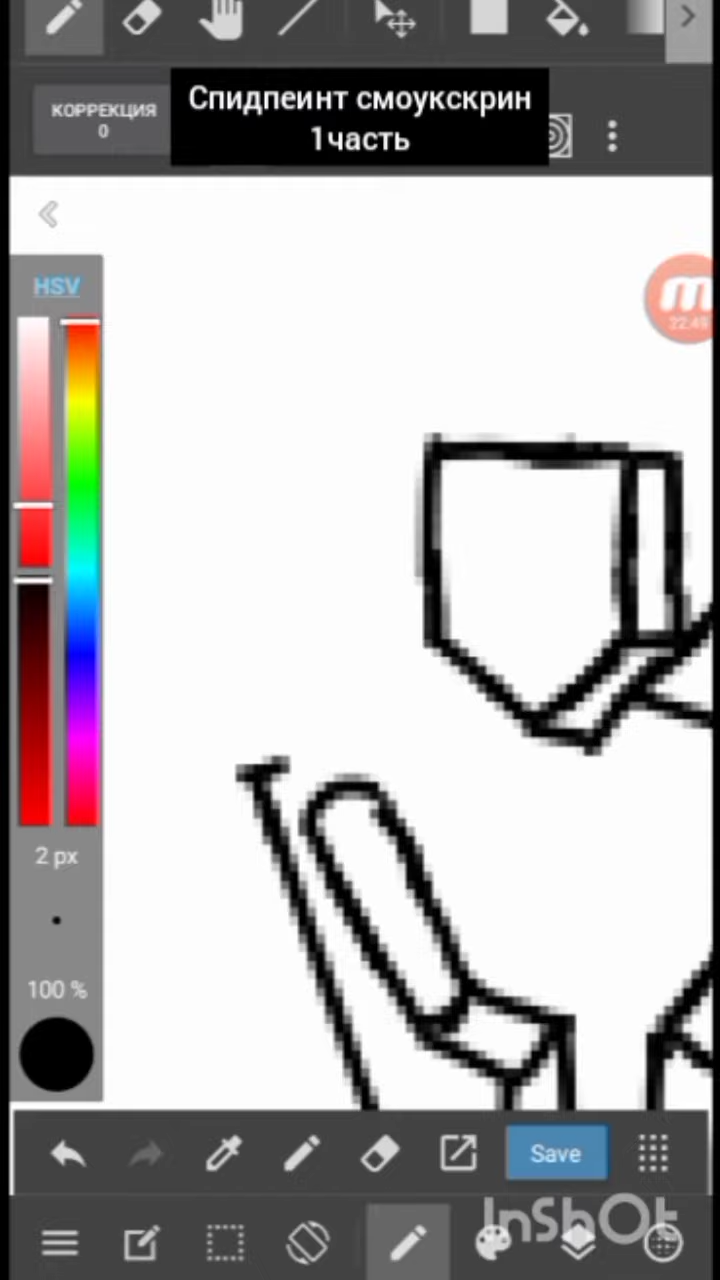 Спидпеинт смоукскрин
1часть
КОРРЕКЦИЯ
0
HSV
22:49
2 px
100 %
Save
InShOt